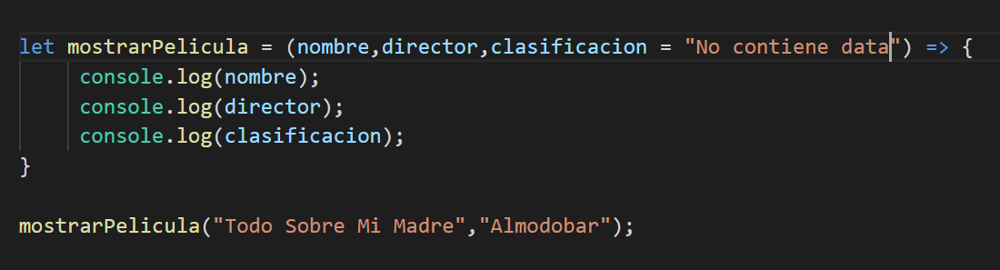 let mostrarPelicula = (nombre,director,clasificacion = "No contiene data") => {
console.log(nombre);
console.log(director);
console.log(clasificacion);
}
mostrarPelicula("Todo Sobre Mi Madre","Almodobar");